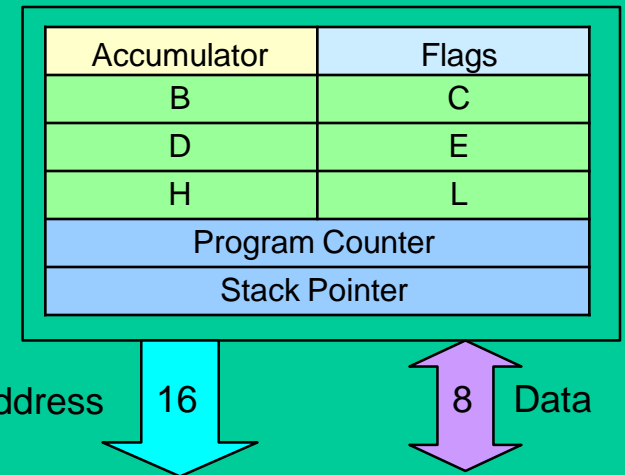 Accumulator Flags
B C
D E
H L
Program Counter
Stack Pointer
ddress 16 8 Data